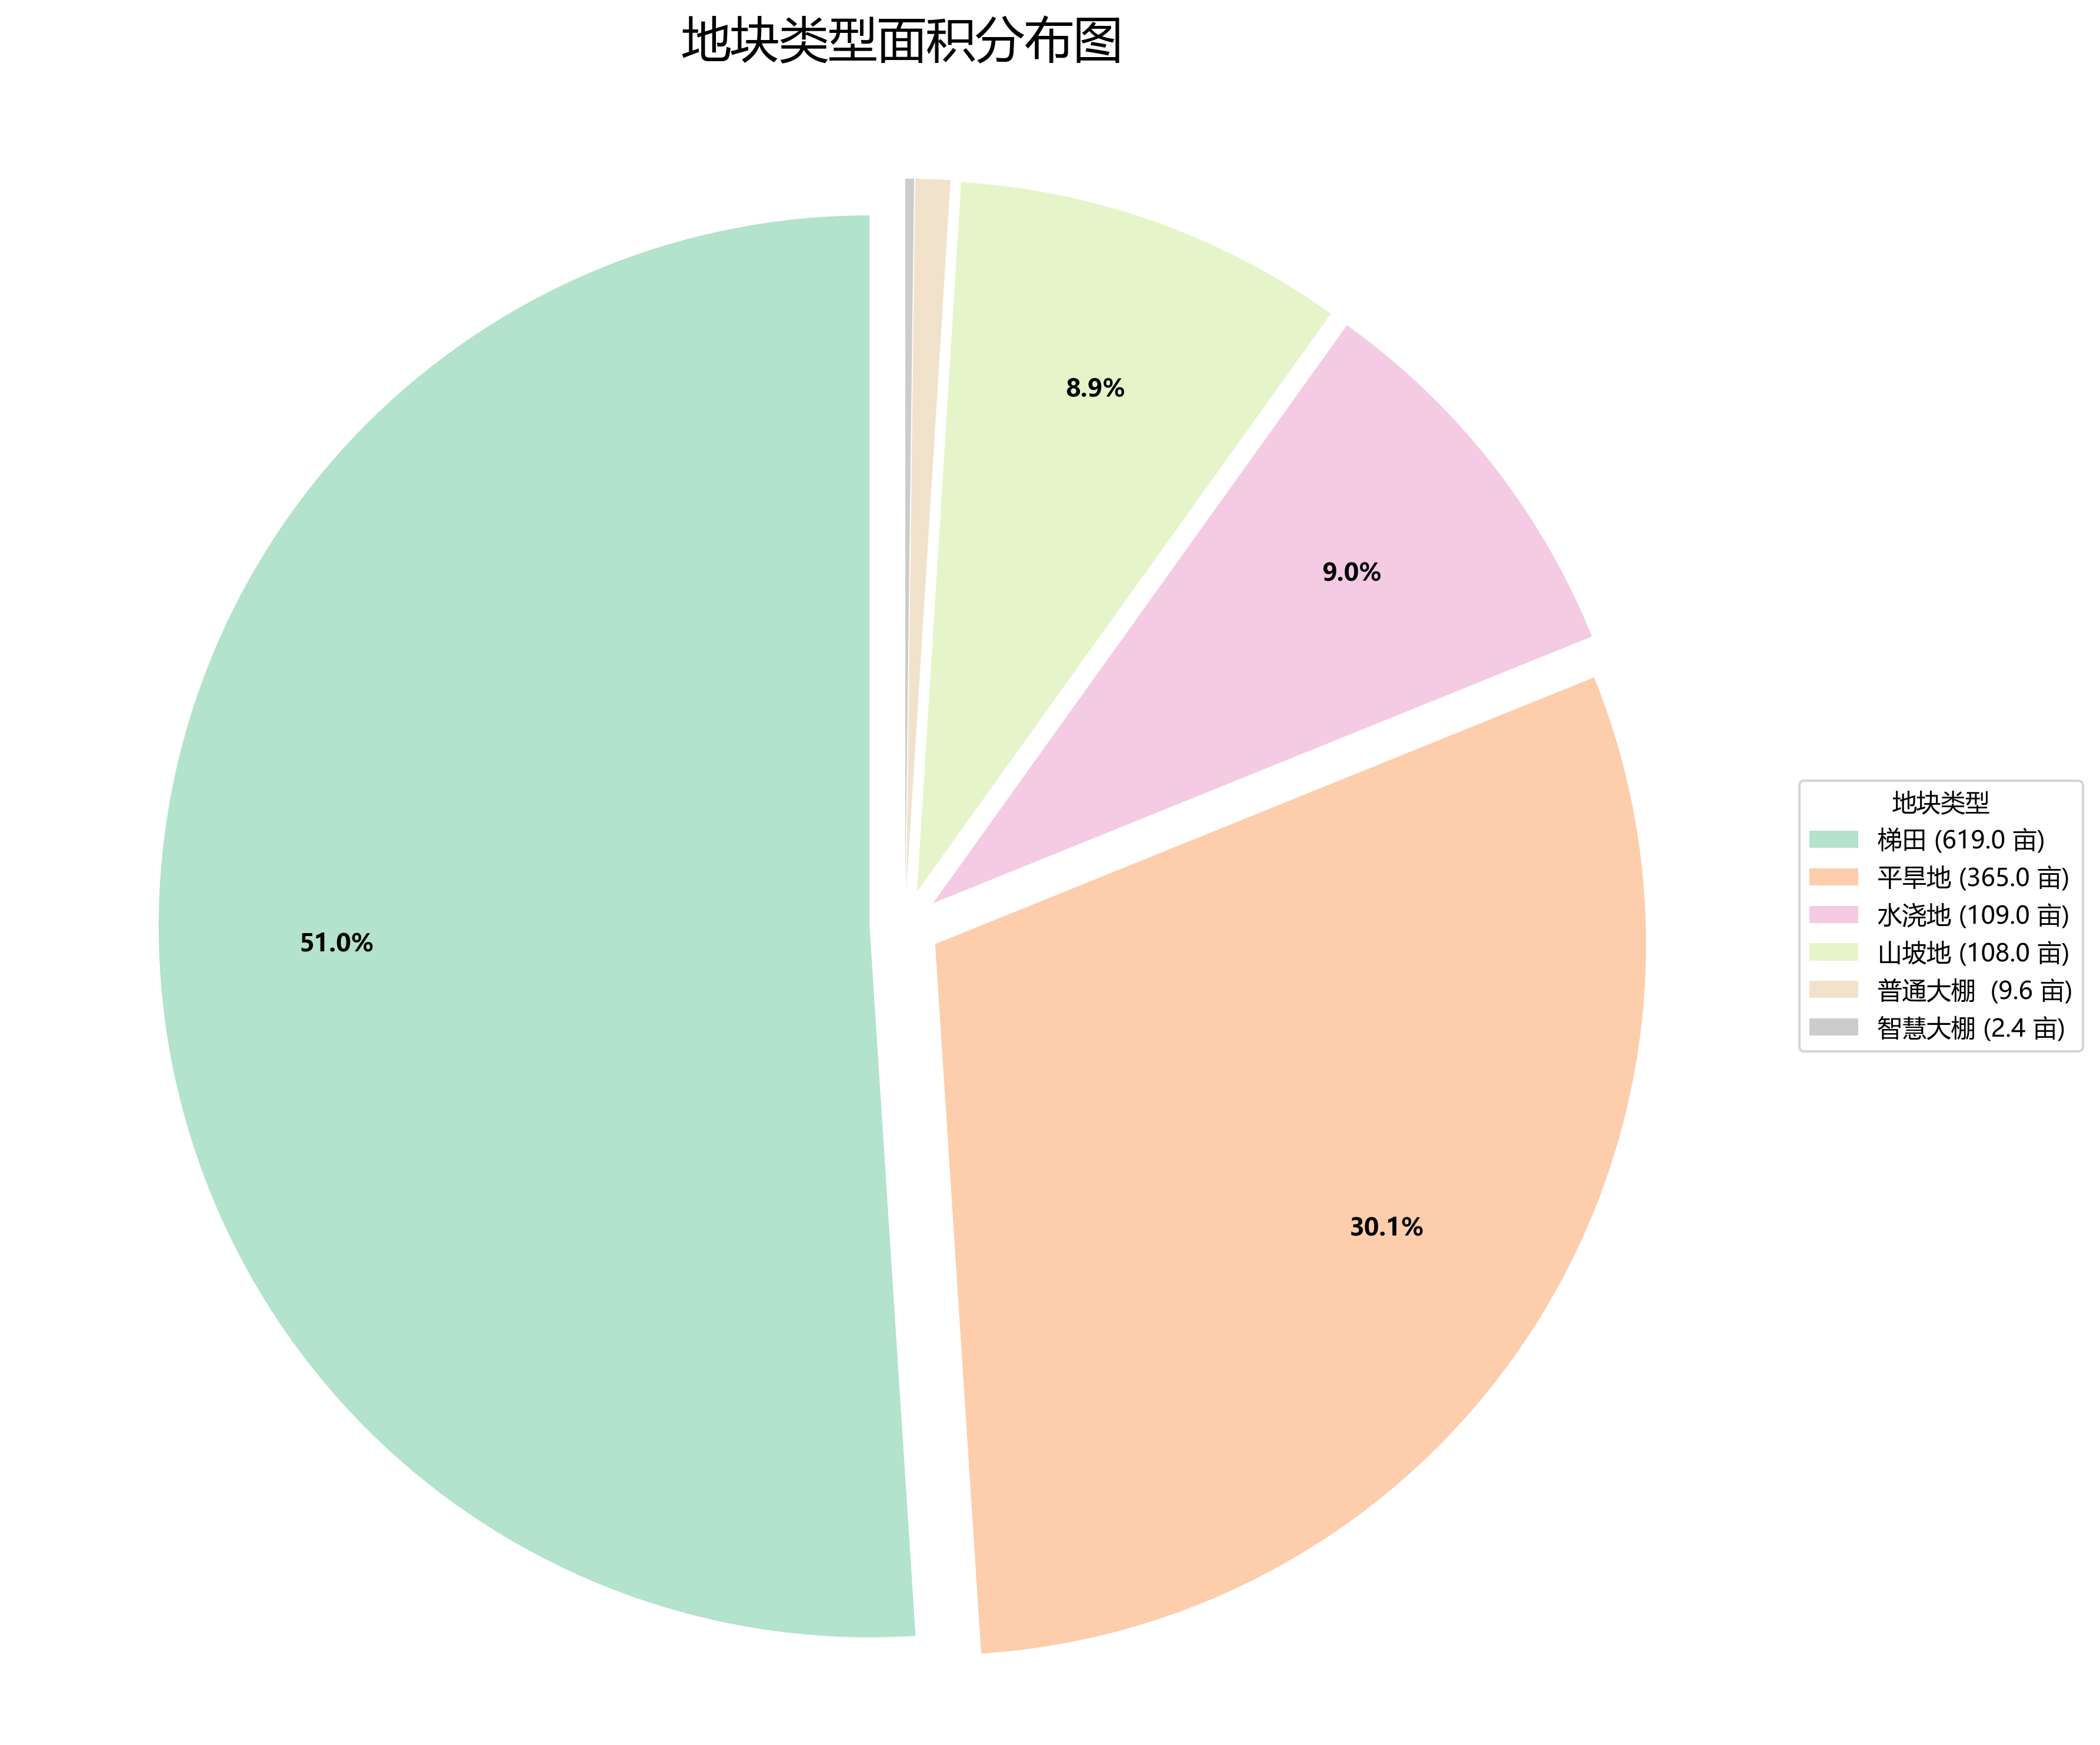 地块类型面积分布图
8.9%
9.0%
51.0%
30.1%
地块类型
梯田 (619.0 亩)
平旱地 (365.0 亩)
水浇地 (109.0 亩)
山坡地 (108.0 亩)
普通大棚  (9.6 亩)
智慧大棚 (2.4 亩)